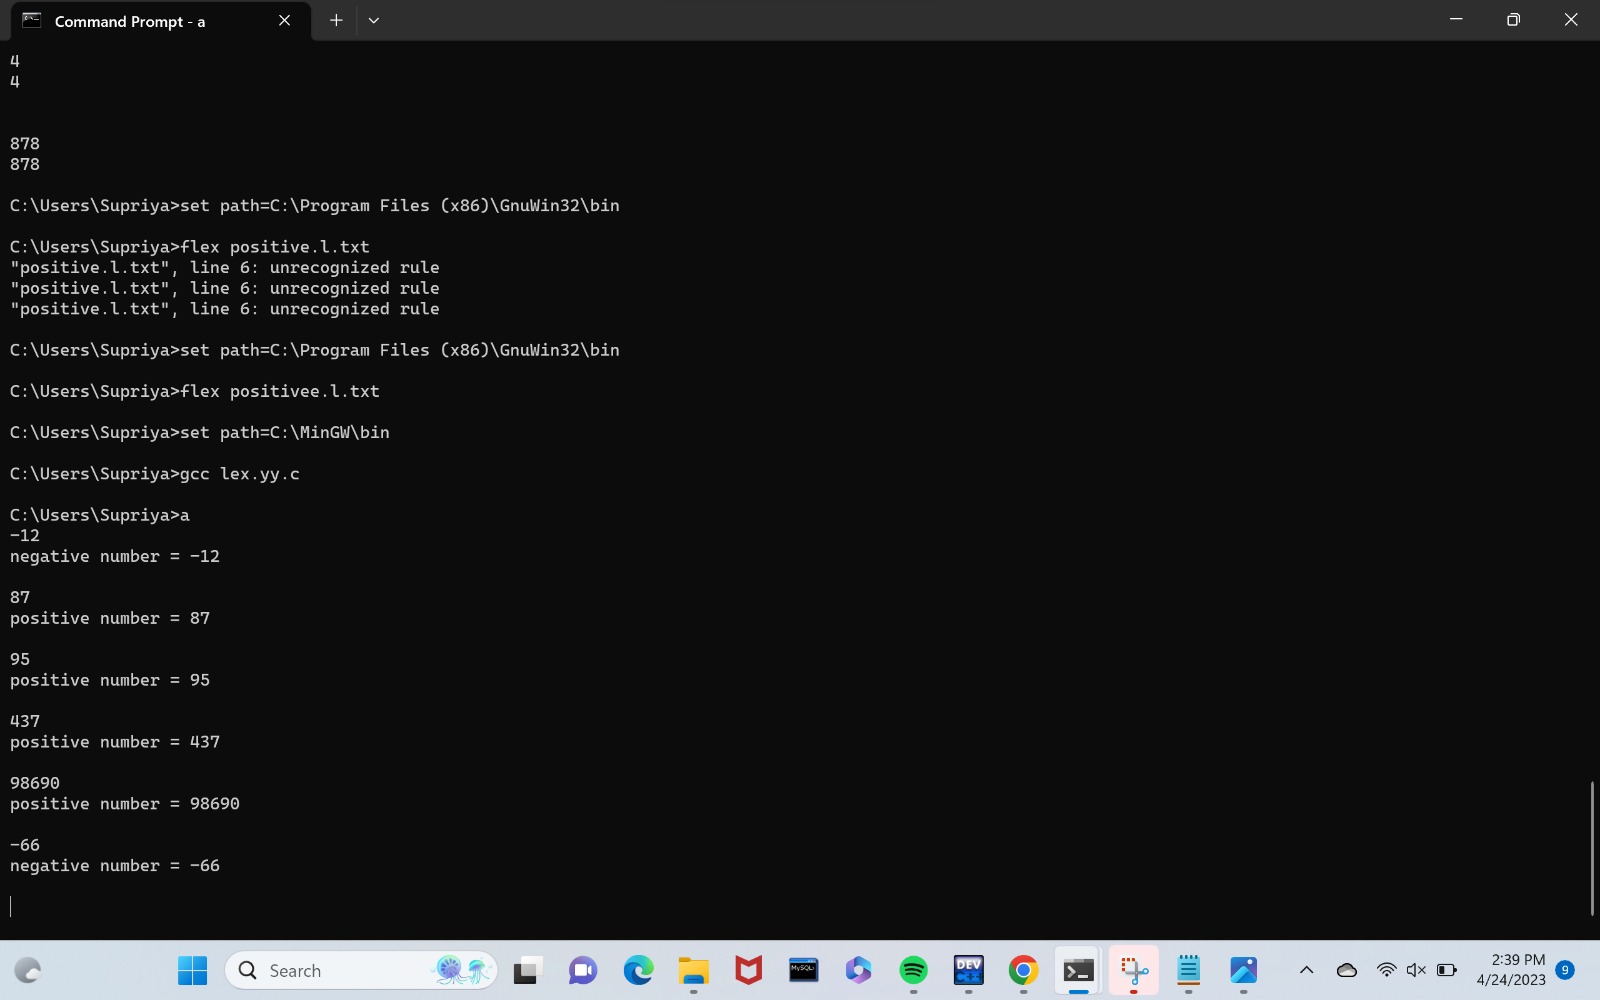 Command Prompt - a
4
4
878
878
C:\Users\Supriya>set path=C:\Program Files (x86)\GnuWin32\bin
C:\Users\Supriya>flex positive.l.txt
"positive.l.txt", line 6: unrecognized rule
"positive.l.txt", line 6: unrecognized rule
"positive.l.txt", line 6: unrecognized rule
C:\Users\Supriya>set path=C:\Program Files (x86)\GnuWin32\bin
C:\Users\Supriya>flex positivee.l.txt
C:\Users\Supriya>set path=C:\MinGW\bin
C:\Users\Supriya>gcc lex.yy.c
C:\Users\Supriya>a
-12
negative number = -12
87
positive number = 87
95
positive number = 95
437
positive number = 437
98690
positive number = 98690
-66
negative number = -66
Search
MySQL
DEV
2:39 PM
4/24/2023
9